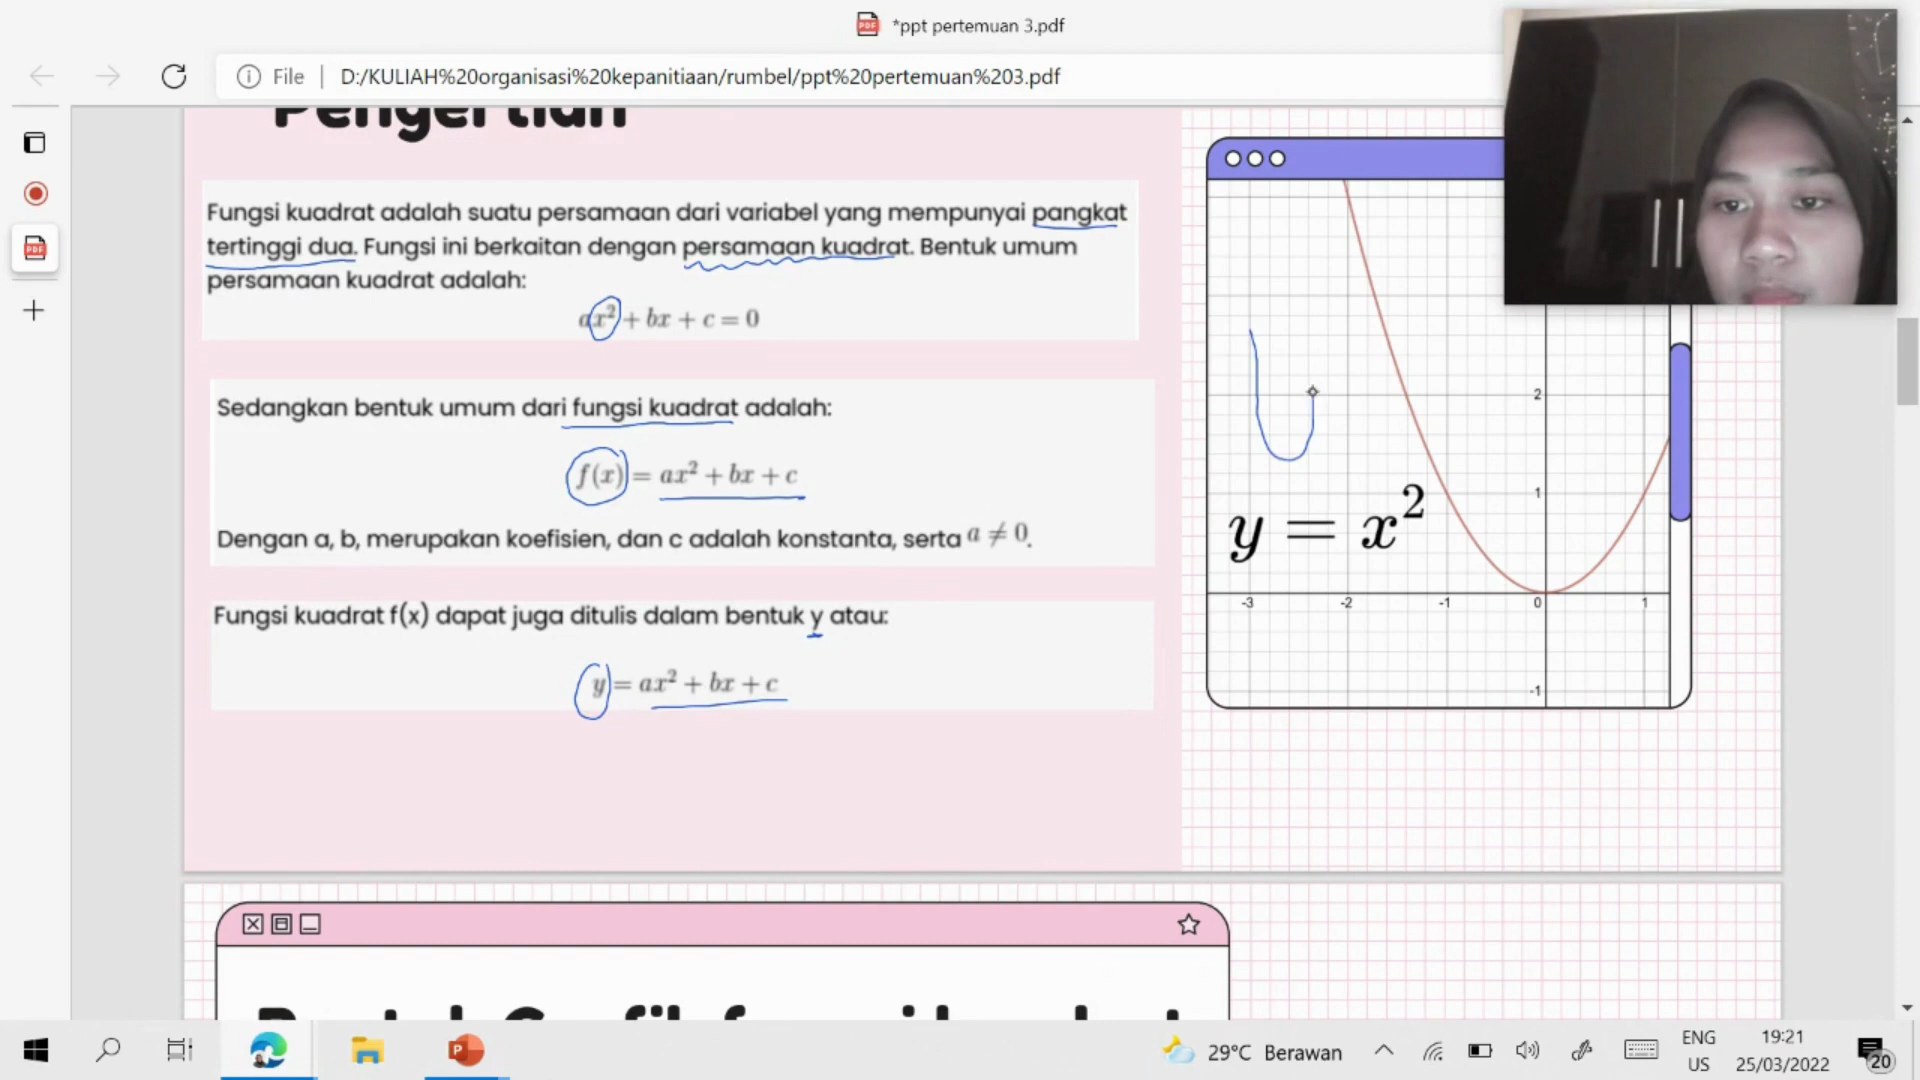 *ppt pertemuan 3.pdf
File | D:/KULIAH%20organisasi%20kepanitiaan/rumbel/ppt%20pertemuan%203.pdf
Pengertian
Fungsi kuadrat adalah suatu persamaan dari variabel yang mempunyai pangkat
tertinggi dua. Fungsi ini berkaitan dengan persamaan kuadrat. Bentuk umum
persamaan kuadrat adalah:
ax² + bx + c = 0
Sedangkan bentuk umum dari fungsi kuadrat adalah:
f(x) = ax² + bx + c
Dengan a, b, merupakan koefisien, dan c adalah konstanta, serta a ≠ 0.
Fungsi kuadrat f(x) dapat juga ditulis dalam bentuk y atau:
y = ax² + bx + c
2
1
y = x²
-3 -2 -1 0 1
-1
29°C Berawan
ENG
US
19:21
25/03/2022
20